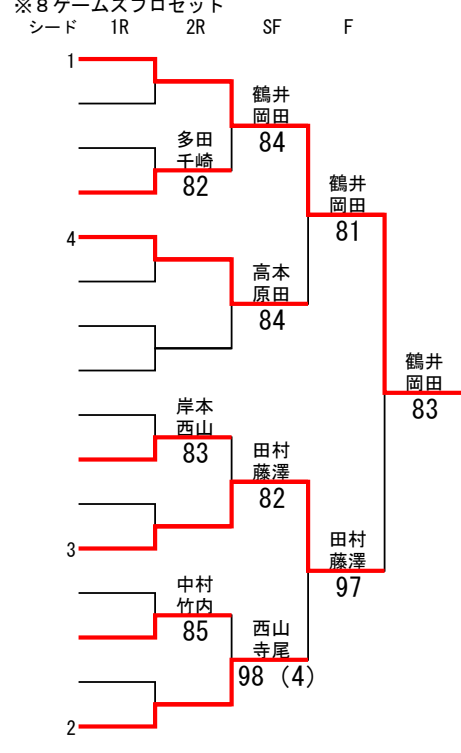 ※８ゲームズプロセット
シード 1R 2R SF F
1
鶴井
岡田
84
多田
千崎
82
鶴井
岡田
81
4
高本
原田
84
鶴井
岡田
83
岸本
西山
83
田村
藤澤
82
3
田村
藤澤
97
中村
竹内
85
西山
寺尾
98（4）
2